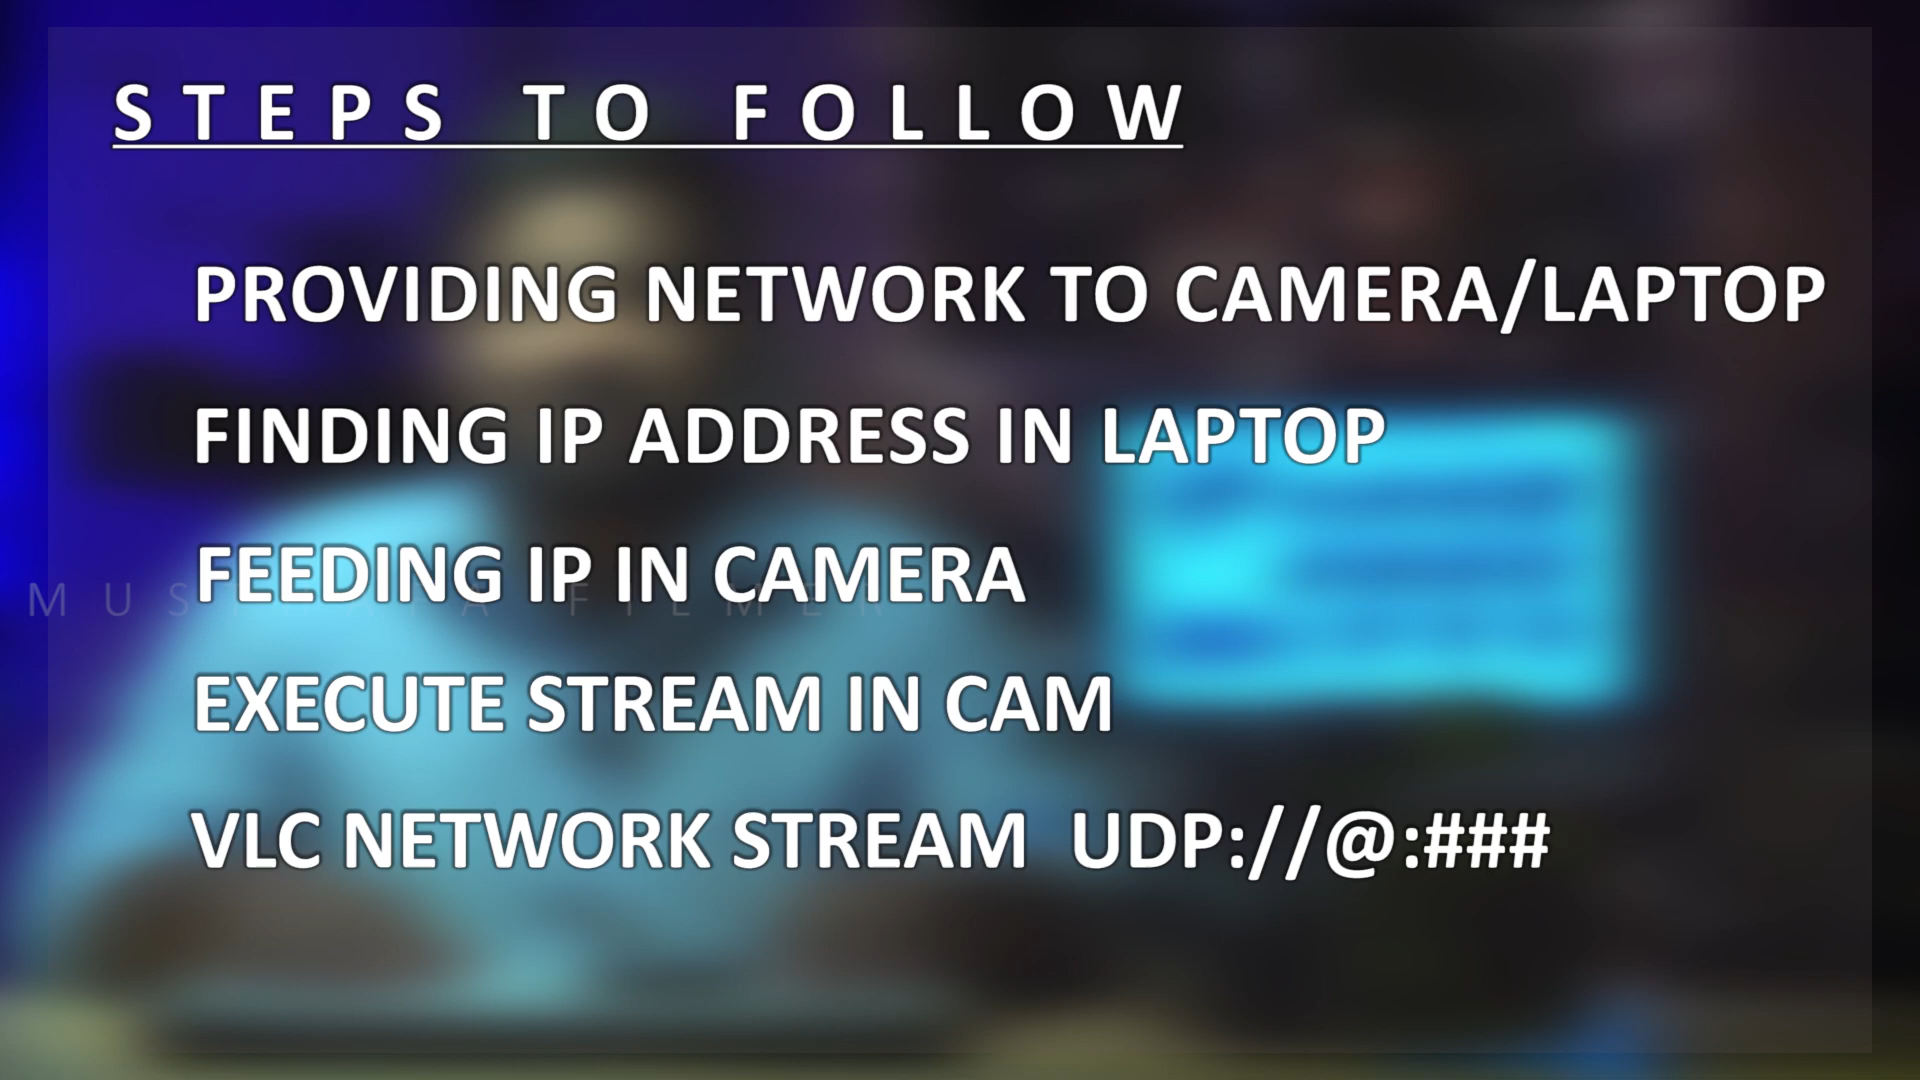 STEPS TO FOLLOW
PROVIDING NETWORK TO CAMERA/LAPTOP
FINDING IP ADDRESS IN LAPTOP
FEEDING IP IN CAMERA
EXECUTE STREAM IN CAM
VLC NETWORK STREAM UDP://@:###